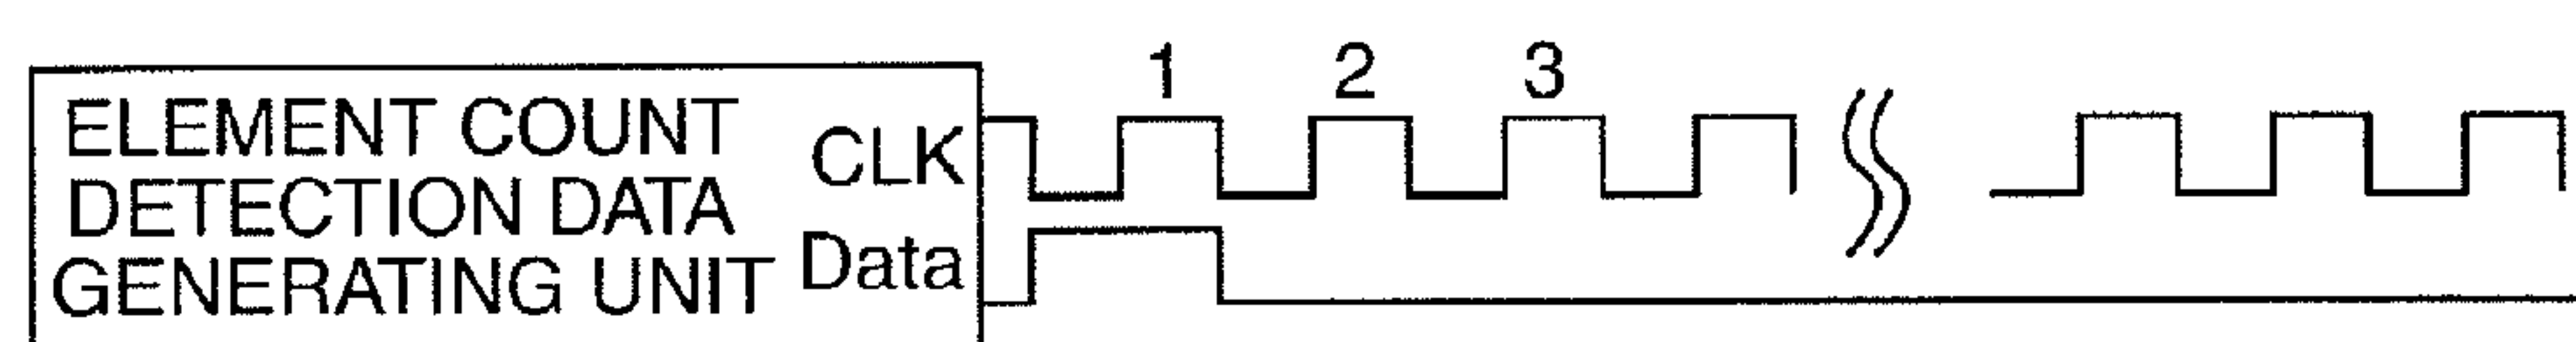 1 2 3
ELEMENT COUNT
DETECTION DATA
GENERATING UNIT
CLK
Data